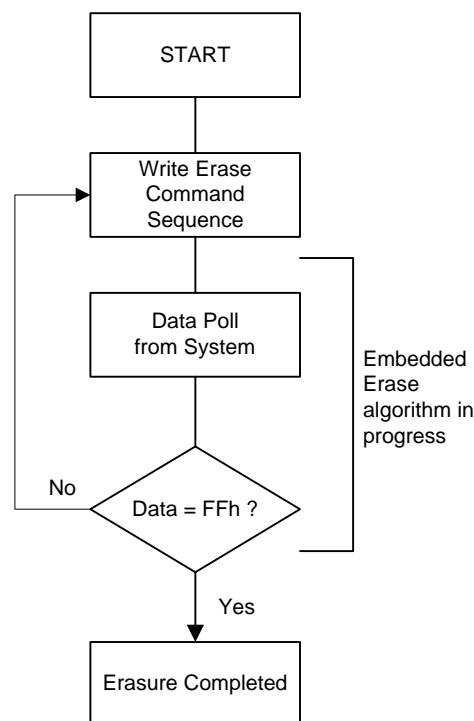 START
Write Erase
Command
Sequence
Data Poll
from System
Embedded
Erase
algorithm in
progress
No
Data = FFh ?
Yes
Erasure Completed